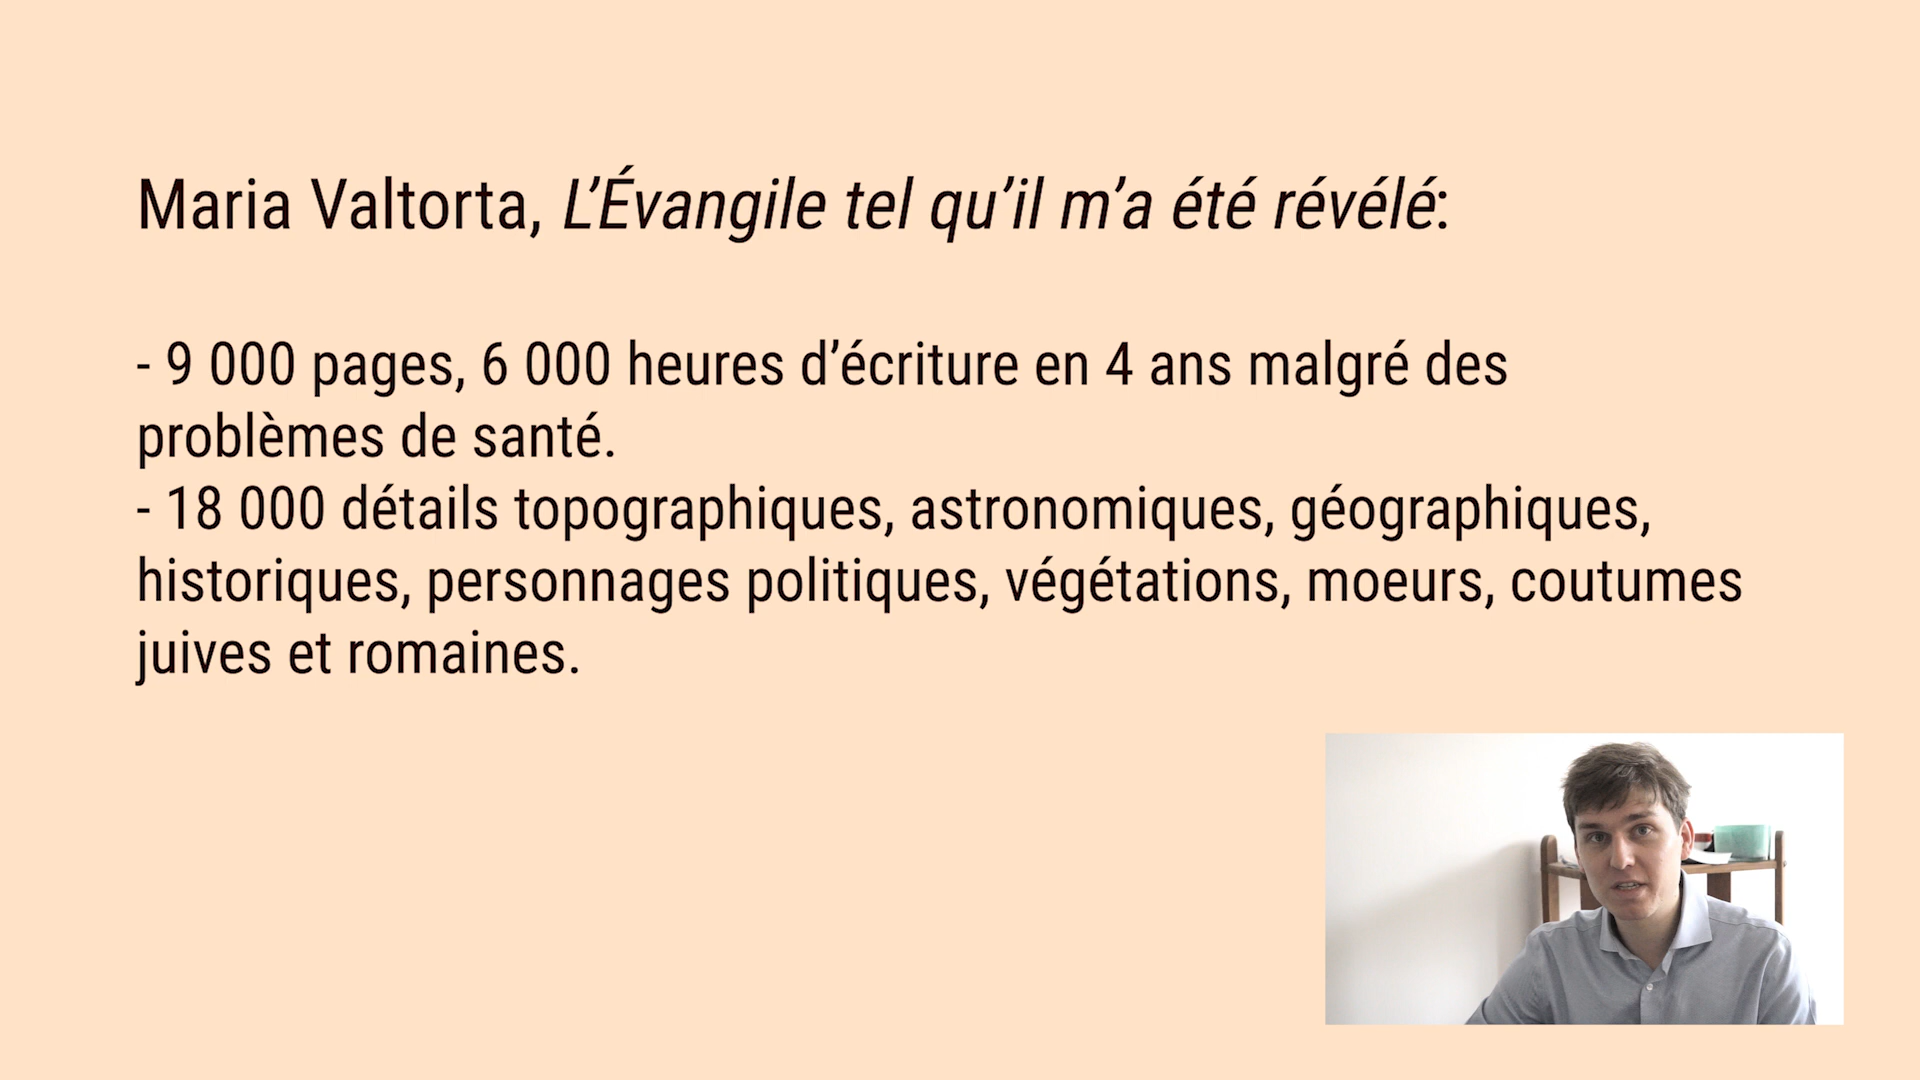 Maria Valtorta, L’Évangile tel qu’il m’a été révélé:
- 9 000 pages, 6 000 heures d’écriture en 4 ans malgré des
problèmes de santé.
- 18 000 détails topographiques, astronomiques, géographiques,
historiques, personnages politiques, végétations, moeurs, coutumes
juives et romaines.